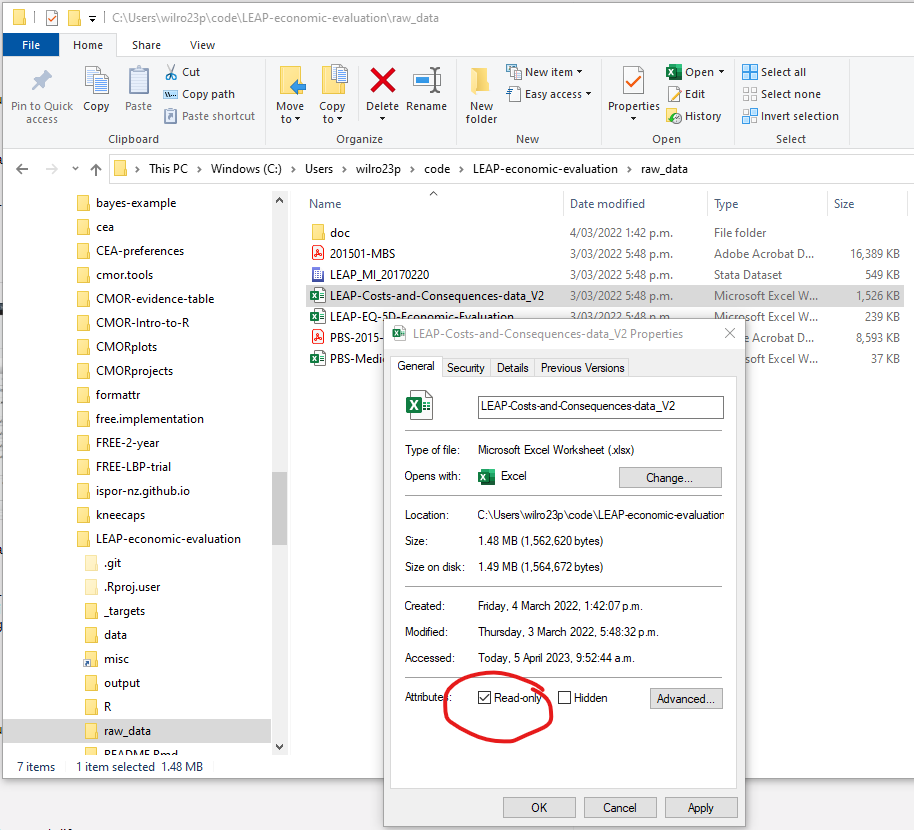 C:\Users\wilro23p\code\LEAP-economic-evaluation\raw_data
File Home Share View
Pin to Quick access
Copy
Paste
Cut
Copy path
Paste shortcut
Clipboard
Move to
Copy to
Delete
Rename
Organize
New folder
New item
Easy access
New
Properties
Open
Edit
History
Open
Select all
Select none
Invert selection
Select
This PC > Windows (C:) > Users > wilro23p > code > LEAP-economic-evaluation > raw_data
bayes-example
cea
CEA-preferences
cmor.tools
CMOR-evidence-table
CMOR-Intro-to-R
CMORplots
CMORprojects
formattr
free.implementation
FREE-2-year
FREE-LBP-trial
ispor-nz.github.io
kneecaps
LEAP-economic-evaluation
.git
.Rproj.user
_targets
data
misc
output
R
raw_data
README.Rmd
Name Date modified Type Size
doc 4/03/2022 1:42 p.m. File folder
201501-MBS 3/03/2022 5:48 p.m. Adobe Acrobat D... 16,389 KB
LEAP_MI_20170220 3/03/2022 5:48 p.m. Stata Dataset 549 KB
LEAP-Costs-and-Consequences-data_V2 3/03/2022 5:48 p.m. Microsoft Excel W... 1,526 KB
LEAP-EQ-5D-Economic-Evaluation 3/03/2022 5:48 p.m. Microsoft Excel W... 239 KB
PBS-2015- Acrobat D... 8,593 KB
PBS-Medi Excel W... 37 KB
LEAP-Costs-and-Consequences-data_V2 Properties
General Security Details Previous Versions
LEAP-Costs-and-Consequences-data_V2
Type of file: Microsoft Excel Worksheet (.xlsx)
Opens with: Excel Change...
Location: C:\Users\wilro23p\code\LEAP-economic-evaluation
Size: 1.48 MB (1,562,620 bytes)
Size on disk: 1.49 MB (1,564,672 bytes)
Created: Friday, 4 March 2022, 1:42:07 p.m.
Modified: Thursday, 3 March 2022, 5:48:32 p.m.
Accessed: Today, 5 April 2023, 9:52:44 a.m.
Attributes: Read-only Hidden Advanced...
OK Cancel Apply
7 items 1 item selected 1.48 MB